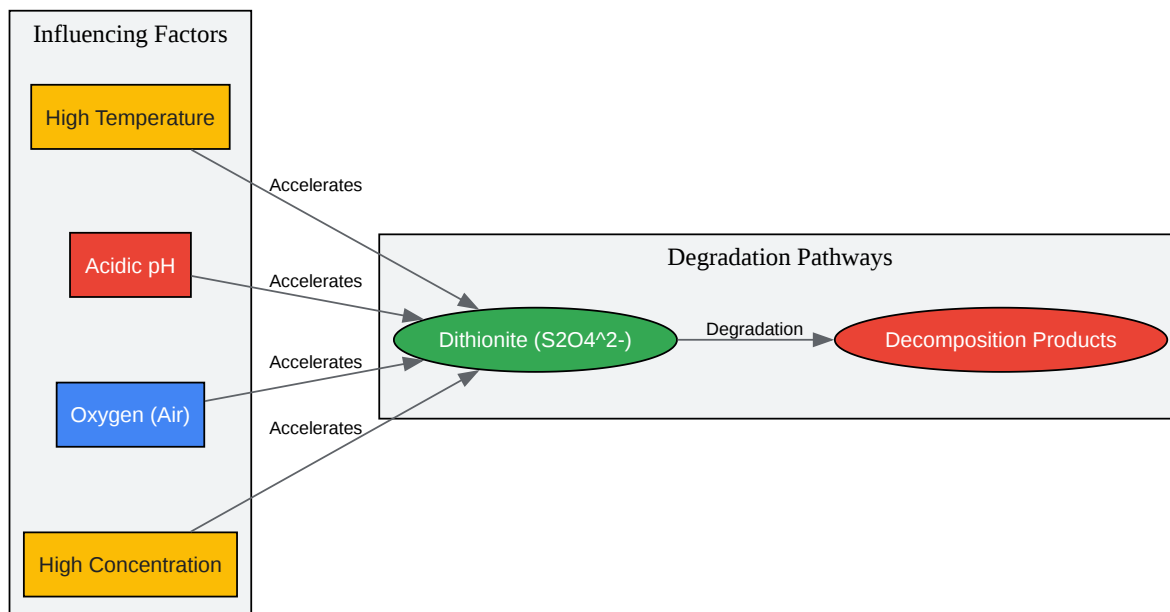 Influencing Factors
High Temperature
Accelerates
Acidic pH
Accelerates
Oxygen (Air)
Accelerates
High Concentration
Accelerates
Degradation Pathways
Dithionite (S2O4^2-)
Degradation
Decomposition Products